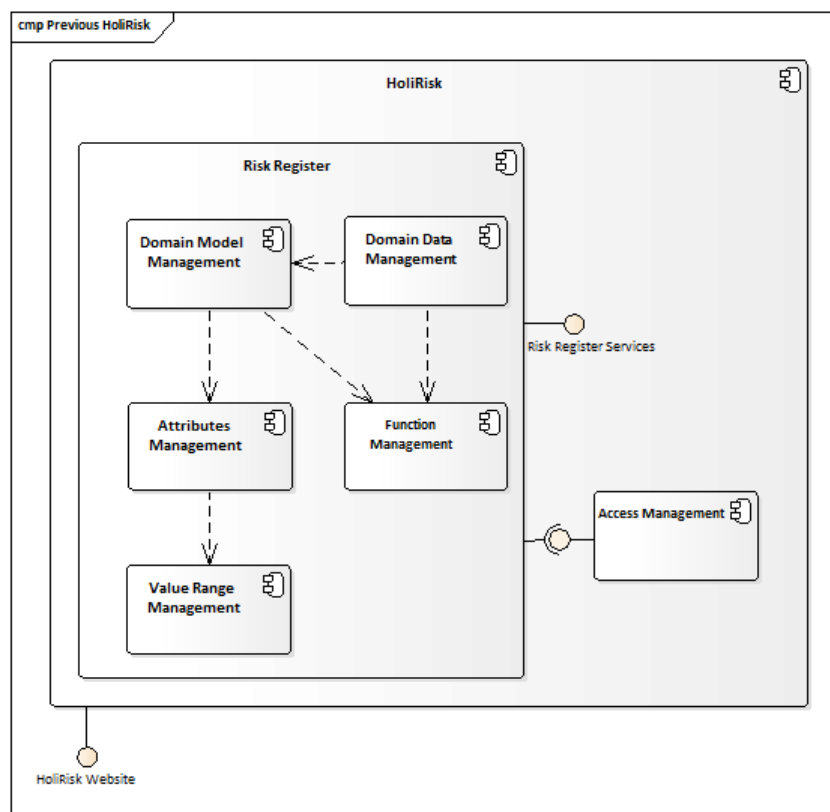 cmp Previous HoliRisk
HoliRisk
Risk Register
Domain Model
Management
Domain Data
Management
Risk Register Services
Attributes
Management
Function
Management
Access Management
Value Range
Management
HoliRisk Website